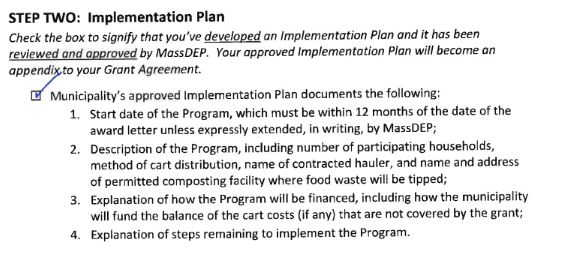 STEP TWO: Implementation Plan
Check the box to signify that you've developed an Implementation Plan and it has been
reviewed and approved by MassDEP. Your approved Implementation Plan will become an
appendix to your Grant Agreement.
Municipality's approved Implementation Plan documents the following:
1. Start date of the Program, which must be within 12 months of the date of the
award letter unless expressly extended, in writing, by MassDEP;
2. Description of the Program, including number of participating households,
method of cart distribution, name of contracted hauler, and name and address
of permitted composting facility where food waste will be tipped;
3. Explanation of how the Program will be financed, including how the municipality
will fund the balance of the cart costs (if any) that are not covered by the grant;
4. Explanation of steps remaining to implement the Program.